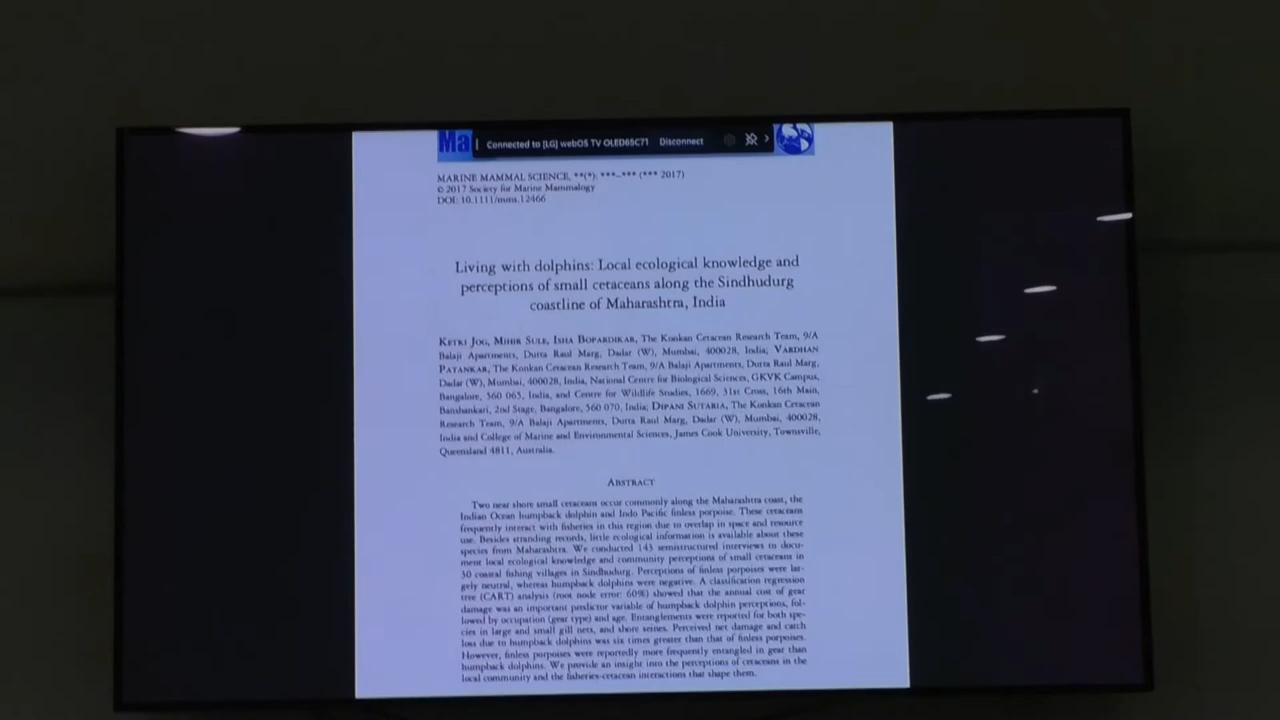 Ma
Connected to [LG] webOS TV OLED65C71 Disconnect
MARINE MAMMAL SCIENCE, **(*): ***–*** (*** 2017)
© 2017 Society for Marine Mammalogy
DOI: 10.1111/mms.12466
Living with dolphins: Local ecological knowledge and
perceptions of small cetaceans along the Sindhudurg
coastline of Maharashtra, India
KETKI JOG, MIHIR SULE, ISHA BOPARDIKAR, The Konkan Cetacean Research Team, 9/A
Balaji Apartments, Dutta Raul Marg, Dadar (W), Mumbai, 400028, India; VARDHAN
PATANKAR, The Konkan Cetacean Research Team, 9/A Balaji Apartments, Dutta Raul Marg,
Dadar (W), Mumbai, 400028, India, National Centre for Biological Sciences, GKVK Campus,
Bangalore, 560 065, India, and Centre for Wildlife Studies, 1669, 31st Cross, 16th Main,
Banshankari, 2nd Stage, Bangalore, 560 070, India; DIPANI SUTARIA, The Konkan Cetacean
Research Team, 9/A Balaji Apartments, Dutta Raul Marg, Dadar (W), Mumbai, 400028,
India and College of Marine and Environmental Sciences, James Cook University, Townsville,
Queensland 4811, Australia.
ABSTRACT
Two near shore small cetaceans occur commonly along the Maharashtra coast, the
Indian Ocean humpback dolphin and Indo Pacific finless porpoise. These cetaceans
frequently interact with fisheries in this region due to overlap in space and resource
use. Besides stranding records, little ecological information is available about these
species from Maharashtra. We conducted 143 semistructured interviews to docu-
ment local ecological knowledge and community perceptions of small cetaceans in
30 coastal fishing villages in Sindhudurg. Perceptions of finless porpoises were lar-
gely neutral, whereas humpback dolphins were negative. A classification regression
tree (CART) analysis (root node error: 60%) showed that the annual cost of gear
damage was an important predictor variable of humpback dolphin perceptions, fol-
lowed by occupation (gear type) and age. Entanglements were reported for both spe-
cies in large and small gill nets, and shore seines. Perceived net damage and catch
loss due to humpback dolphins was six times greater than that of finless porpoises.
However, finless porpoises were reportedly more frequently entangled in gear than
humpback dolphins. We provide an insight into the perceptions of cetaceans in the
local community and the fisheries-cetacean interactions that shape them.